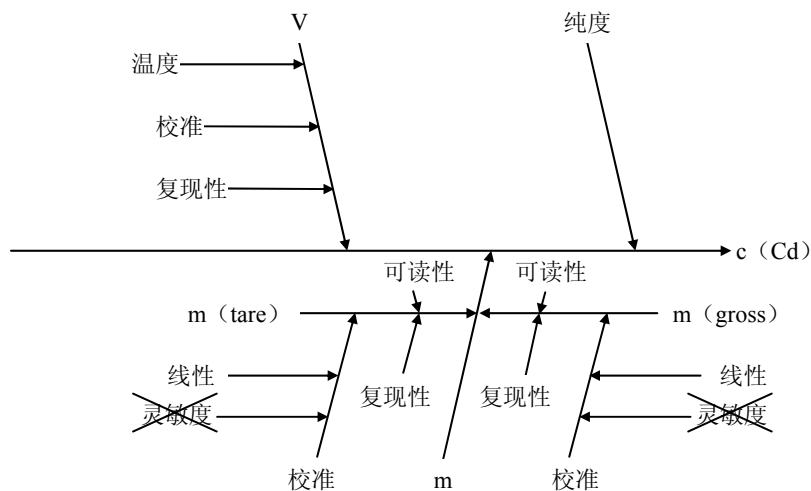 V
纯度
温度
校准
复现性
c（Cd）
可读性
可读性
m（tare）
m（gross）
线性
复现性
复现性
线性
灵敏度
灵敏度
校准
m
校准